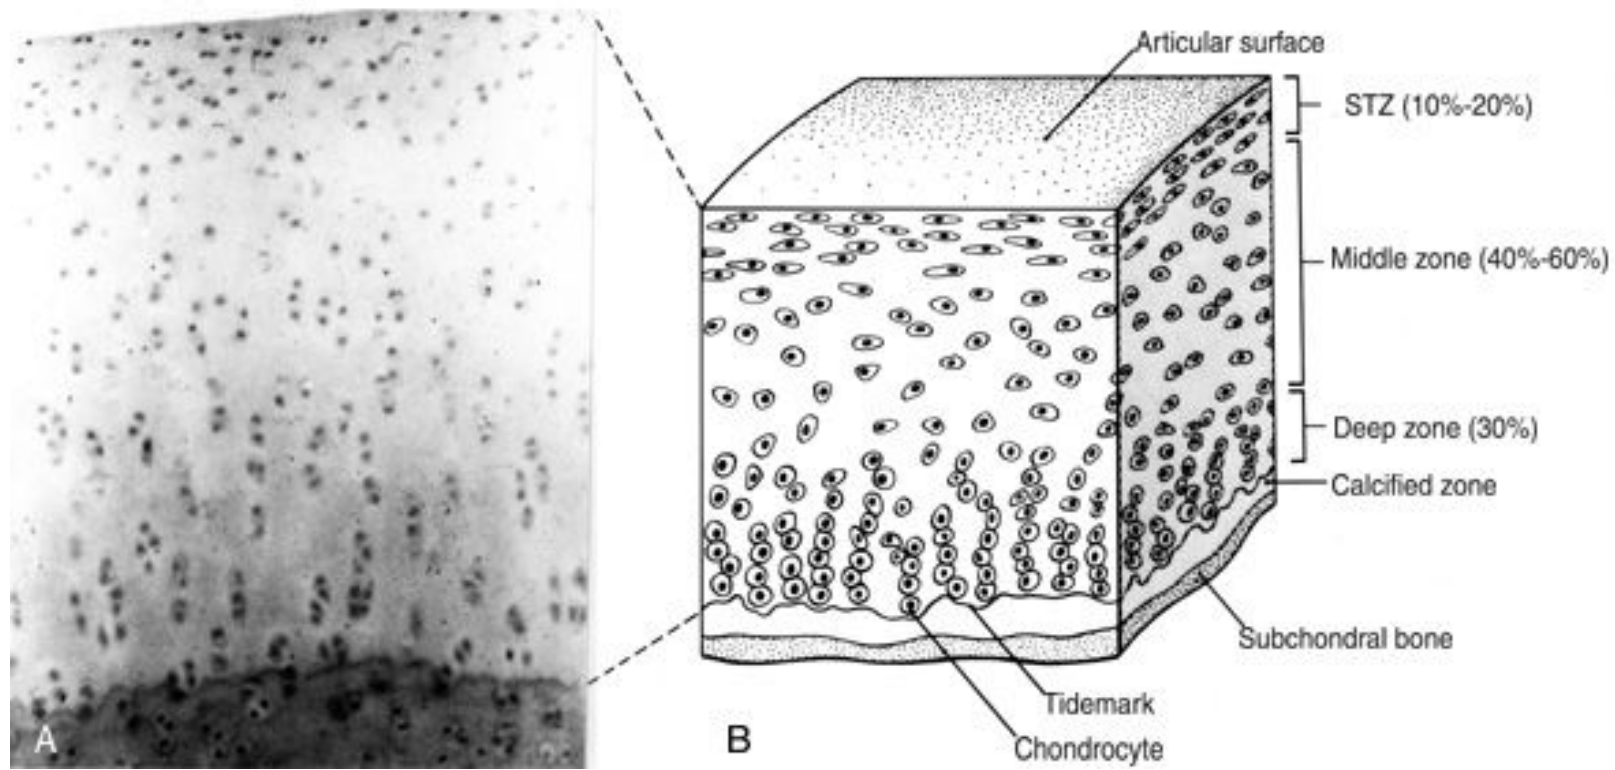 Articular surface
STZ (10%-20%)
Middle zone (40%-60%)
Deep zone (30%)
Calcified zone
Subchondral bone
Tidemark
Chondrocyte
A
B